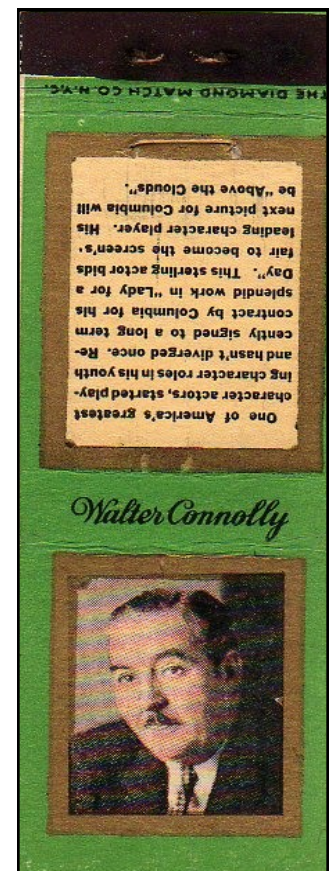 THE DIAMOND MATCH CO. N.Y.C.
One of America's greatest
character actors, started play-
ing character roles in his youth
and hasn't diverged once. Re-
cently signed to a long term
contract by Columbia for his
splendid work in "Lady for a
Day". This sterling actor bids
fair to become the screen's
leading character player. His
next picture for Columbia will
be "Above the Clouds".
Walter Connolly